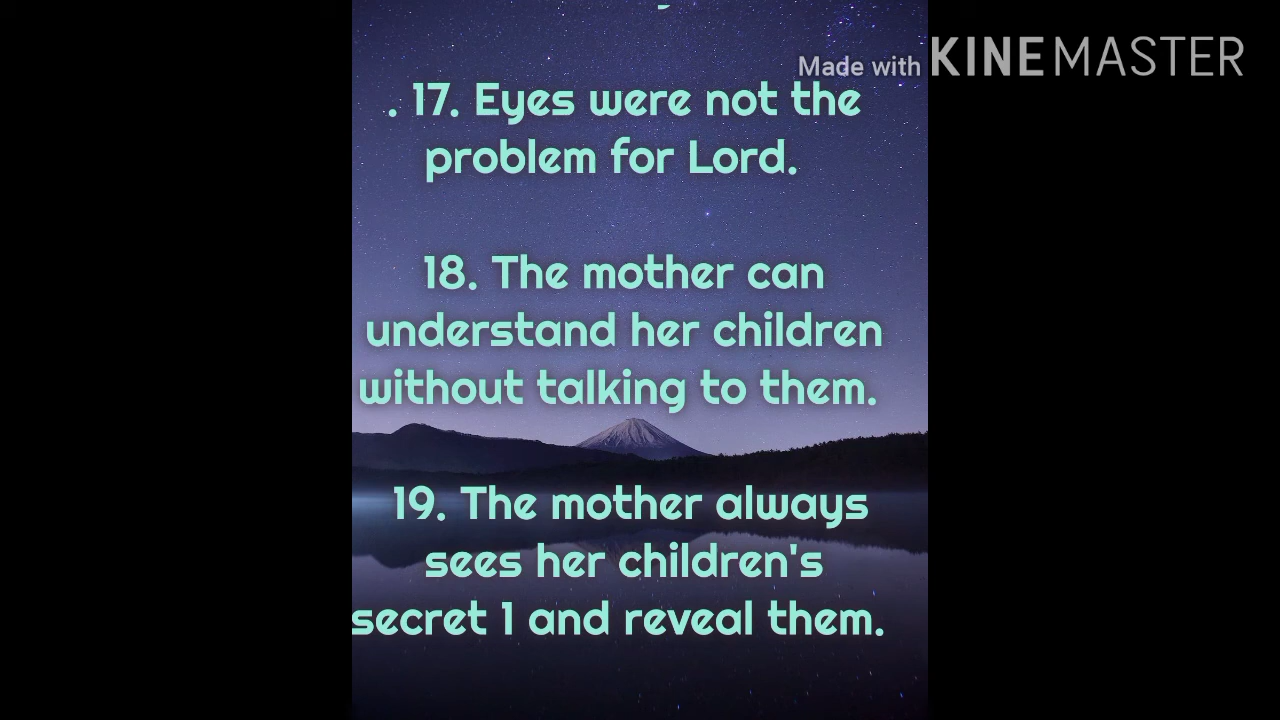 Made with KINEMASTER
. 17. Eyes were not the
problem for Lord.
18. The mother can
understand her children
without talking to them.
19. The mother always
sees her children's
secret 1 and reveal them.